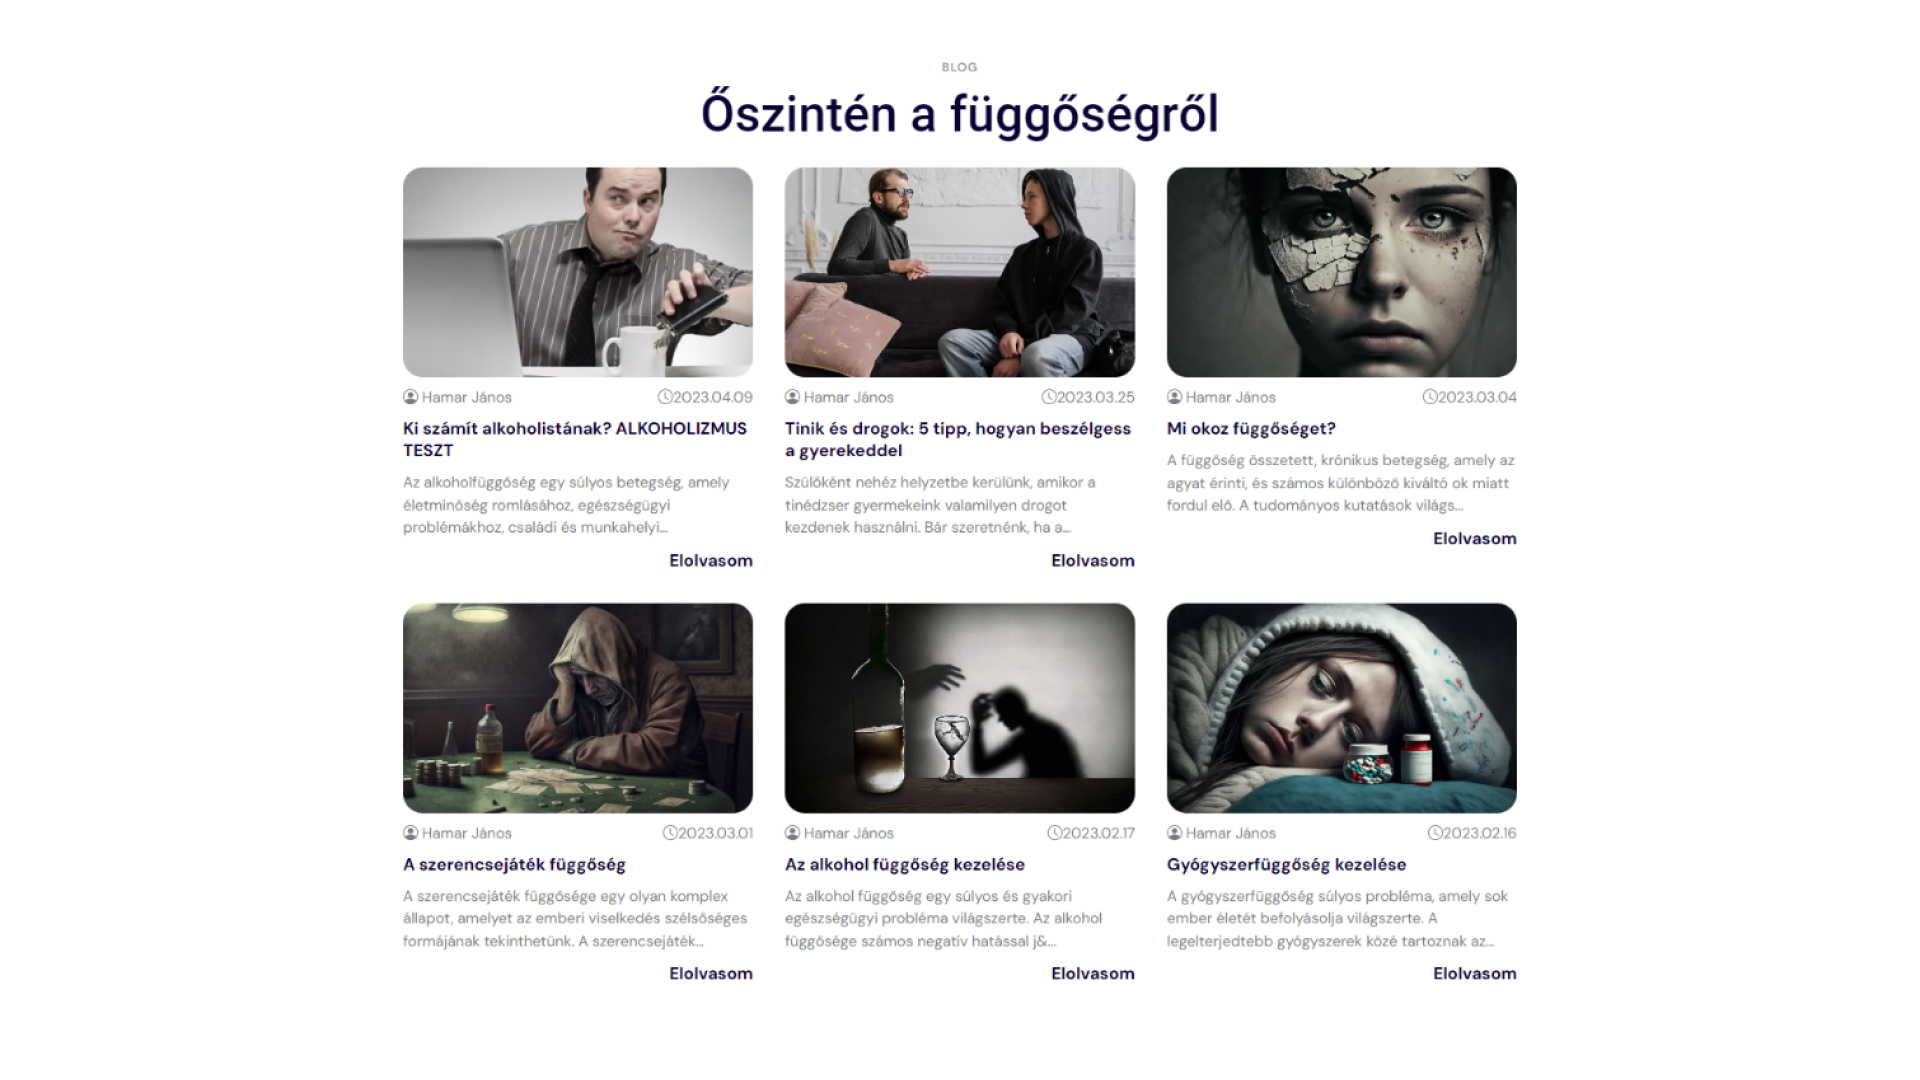 BLOG
Őszintén a függőségről
Hamar János
2023.04.09
Ki számít alkoholistának? ALKOHOLIZMUS
TESZT
Az alkoholfüggőség egy súlyos betegség, amely
életminőség romlásához, egészségügyi
problémákhoz, családi és munkahelyi...
Elolvasom
Hamar János
2023.03.25
Tinik és drogok: 5 tipp, hogyan beszélgess
a gyerekeddel
Szülőként nehéz helyzetbe kerülünk, amikor a
tinédzser gyermekeink valamilyen drogot
kezdenek használni. Bár szeretnénk, ha a...
Elolvasom
Hamar János
2023.03.04
Mi okoz függőséget?
A függőség összetett, krónikus betegség, amely az
agyat érinti, és számos különböző kiváltó ok miatt
fordul elő. A tudományos kutatások világs...
Elolvasom
Hamar János
2023.03.01
A szerencsejáték függőség
A szerencsejáték függősége egy olyan komplex
állapot, amelyet az emberi viselkedés szélsőséges
formájának tekinthetünk. A szerencsejáték...
Elolvasom
Hamar János
2023.02.17
Az alkohol függőség kezelése
Az alkohol függőség egy súlyos és gyakori
egészségügyi probléma világszerte. Az alkohol
függősége számos negatív hatással j&...
Elolvasom
Hamar János
2023.02.16
Gyógyszerfüggőség kezelése
A gyógyszerfüggőség súlyos probléma, amely sok
ember életét befolyásolja világszerte. A
legelterjedtebb gyógyszerek közé tartoznak az...
Elolvasom